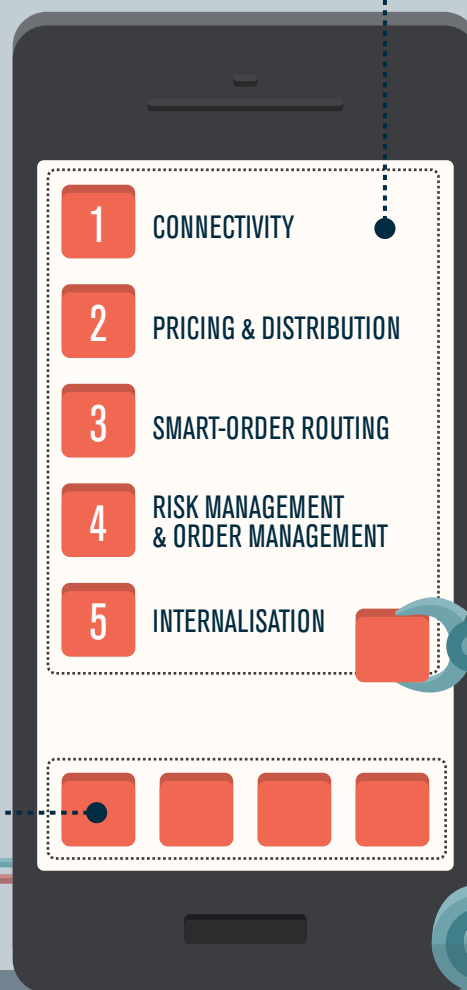 1 CONNECTIVITY
2 PRICING & DISTRIBUTION
3 SMART-ORDER ROUTING
4 RISK MANAGEMENT
& ORDER MANAGEMENT
5 INTERNALISATION